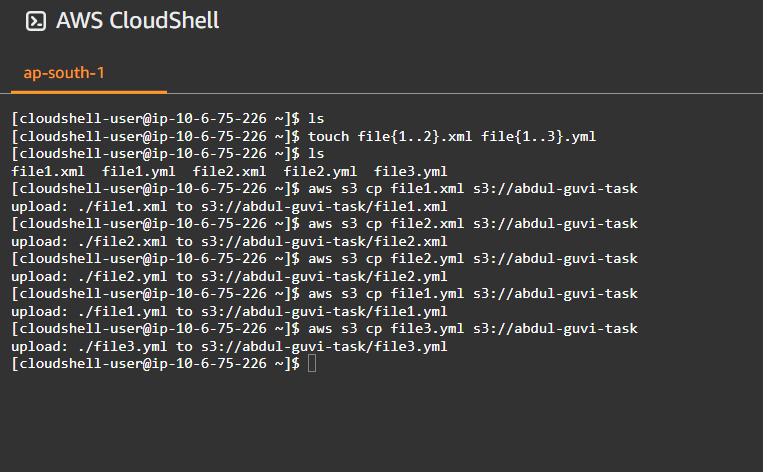 AWS CloudShell
ap-south-1
[cloudshell-user@ip-10-6-75-226 ~]$ ls
[cloudshell-user@ip-10-6-75-226 ~]$ touch file{1..2}.xml file{1..3}.yml
[cloudshell-user@ip-10-6-75-226 ~]$ ls
file1.xml  file1.yml  file2.xml  file2.yml  file3.yml
[cloudshell-user@ip-10-6-75-226 ~]$ aws s3 cp file1.xml s3://abdul-guvi-task
upload: ./file1.xml to s3://abdul-guvi-task/file1.xml
[cloudshell-user@ip-10-6-75-226 ~]$ aws s3 cp file2.xml s3://abdul-guvi-task
upload: ./file2.xml to s3://abdul-guvi-task/file2.xml
[cloudshell-user@ip-10-6-75-226 ~]$ aws s3 cp file2.yml s3://abdul-guvi-task
upload: ./file2.yml to s3://abdul-guvi-task/file2.yml
[cloudshell-user@ip-10-6-75-226 ~]$ aws s3 cp file1.yml s3://abdul-guvi-task
upload: ./file1.yml to s3://abdul-guvi-task/file1.yml
[cloudshell-user@ip-10-6-75-226 ~]$ aws s3 cp file3.yml s3://abdul-guvi-task
upload: ./file3.yml to s3://abdul-guvi-task/file3.yml
[cloudshell-user@ip-10-6-75-226 ~]$